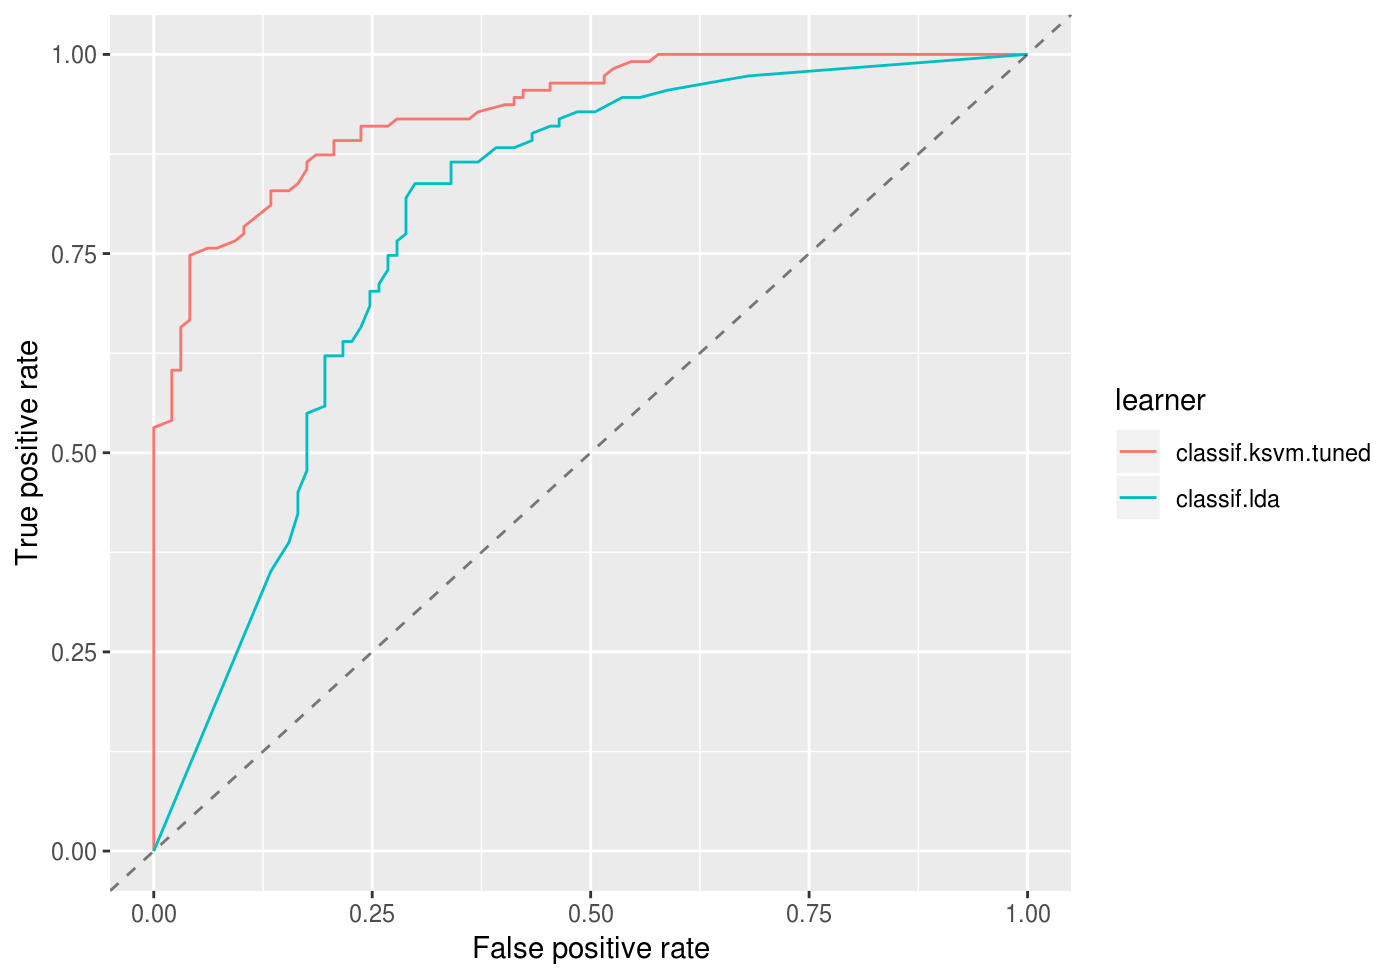 1.00
0.75
0.50
0.25
0.00
True positive rate
0.00 0.25 0.50 0.75 1.00
False positive rate
learner
classif.ksvm.tuned
classif.lda